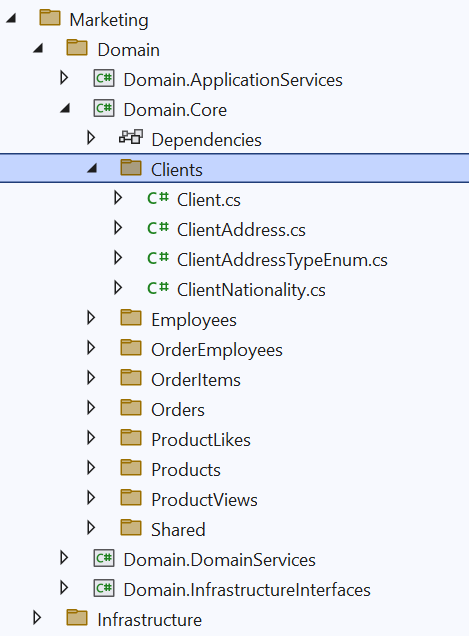 Marketing
Domain
C# Domain.ApplicationServices
C# Domain.Core
Dependencies
Clients
C# Client.cs
C# ClientAddress.cs
C# ClientAddressTypeEnum.cs
C# ClientNationality.cs
Employees
OrderEmployees
OrderItems
Orders
ProductLikes
Products
ProductViews
Shared
C# Domain.DomainServices
C# Domain.InfrastructureInterfaces
Infrastructure